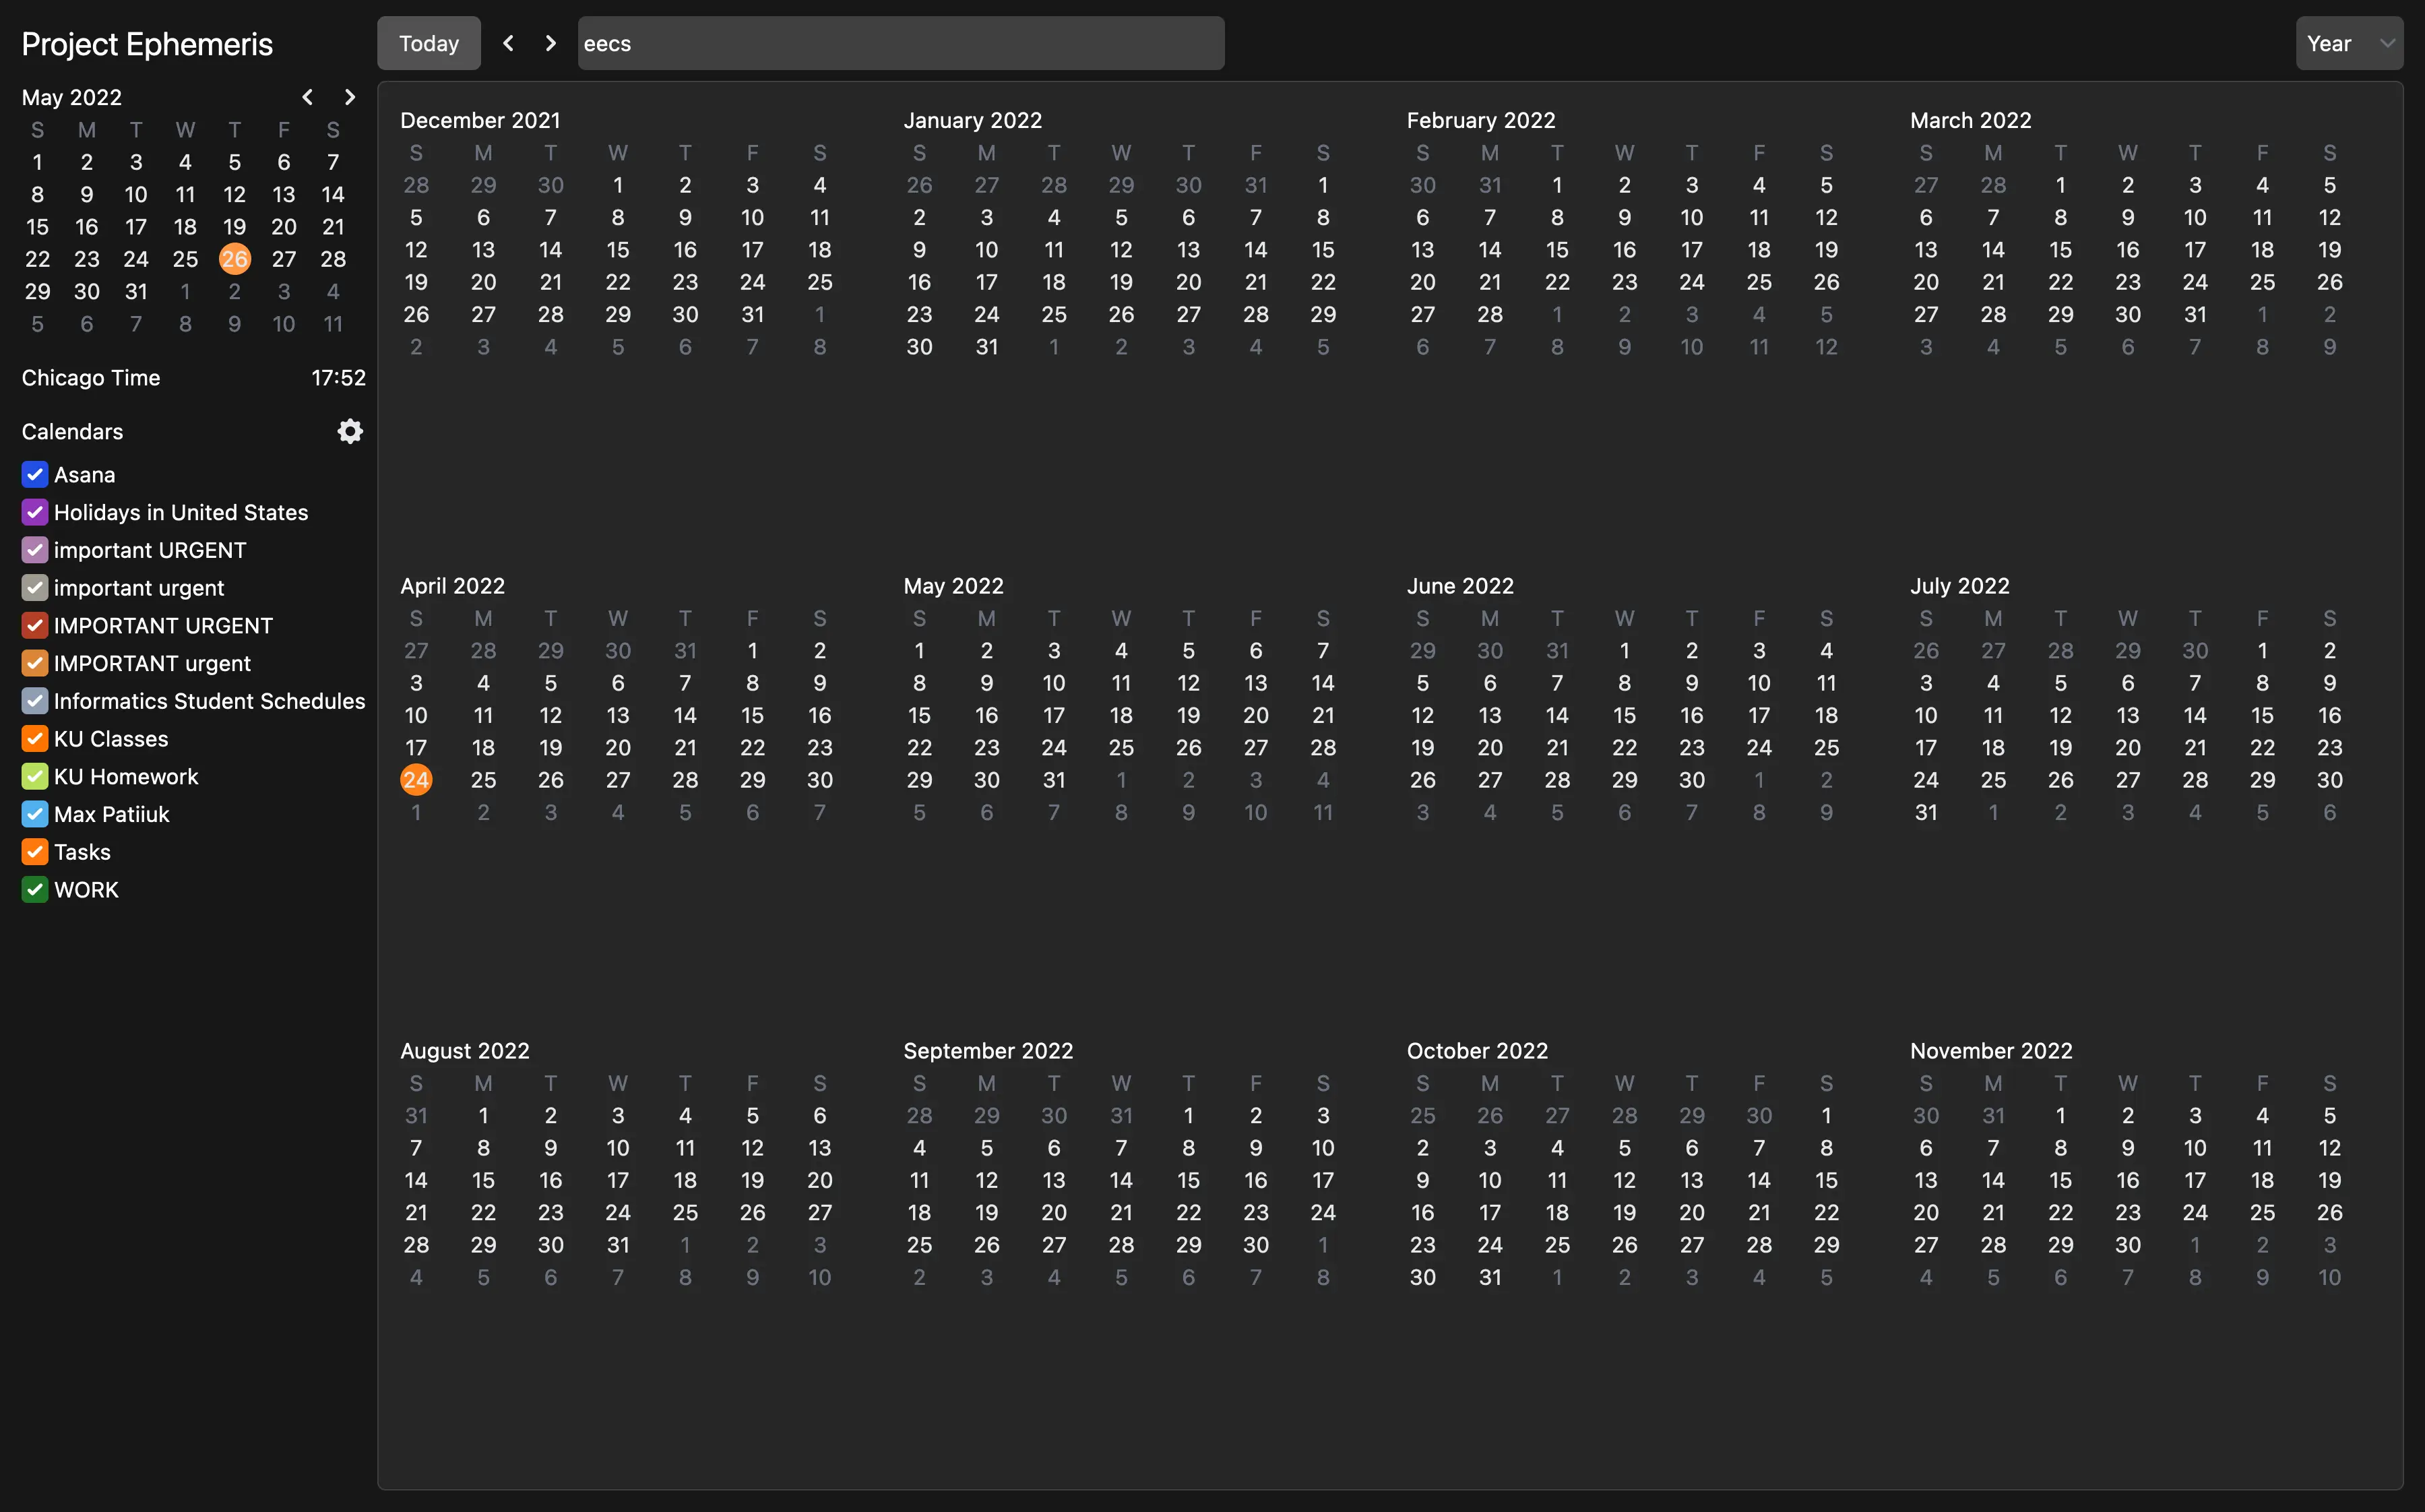 Project Ephemeris
Today
eecs
Year
May 2022
S M T W T F S
1 2 3 4 5 6 7
8 9 10 11 12 13 14
15 16 17 18 19 20 21
22 23 24 25 26 27 28
29 30 31 1 2 3 4
5 6 7 8 9 10 11
Chicago Time 17:52
Calendars
Asana
Holidays in United States
important URGENT
important urgent
IMPORTANT URGENT
IMPORTANT urgent
Informatics Student Schedules
KU Classes
KU Homework
Max Patiiuk
Tasks
WORK
December 2021
S M T W T F S
28 29 30 1 2 3 4
5 6 7 8 9 10 11
12 13 14 15 16 17 18
19 20 21 22 23 24 25
26 27 28 29 30 31 1
2 3 4 5 6 7 8
January 2022
S M T W T F S
26 27 28 29 30 31 1
2 3 4 5 6 7 8
9 10 11 12 13 14 15
16 17 18 19 20 21 22
23 24 25 26 27 28 29
30 31 1 2 3 4 5
February 2022
S M T W T F S
30 31 1 2 3 4 5
6 7 8 9 10 11 12
13 14 15 16 17 18 19
20 21 22 23 24 25 26
27 28 1 2 3 4 5
6 7 8 9 10 11 12
March 2022
S M T W T F S
27 28 1 2 3 4 5
6 7 8 9 10 11 12
13 14 15 16 17 18 19
20 21 22 23 24 25 26
27 28 29 30 31 1 2
3 4 5 6 7 8 9
April 2022
S M T W T F S
27 28 29 30 31 1 2
3 4 5 6 7 8 9
10 11 12 13 14 15 16
17 18 19 20 21 22 23
24 25 26 27 28 29 30
1 2 3 4 5 6 7
May 2022
S M T W T F S
1 2 3 4 5 6 7
8 9 10 11 12 13 14
15 16 17 18 19 20 21
22 23 24 25 26 27 28
29 30 31 1 2 3 4
5 6 7 8 9 10 11
June 2022
S M T W T F S
29 30 31 1 2 3 4
5 6 7 8 9 10 11
12 13 14 15 16 17 18
19 20 21 22 23 24 25
26 27 28 29 30 1 2
3 4 5 6 7 8 9
July 2022
S M T W T F S
26 27 28 29 30 1 2
3 4 5 6 7 8 9
10 11 12 13 14 15 16
17 18 19 20 21 22 23
24 25 26 27 28 29 30
31 1 2 3 4 5 6
August 2022
S M T W T F S
31 1 2 3 4 5 6
7 8 9 10 11 12 13
14 15 16 17 18 19 20
21 22 23 24 25 26 27
28 29 30 31 1 2 3
4 5 6 7 8 9 10
September 2022
S M T W T F S
28 29 30 31 1 2 3
4 5 6 7 8 9 10
11 12 13 14 15 16 17
18 19 20 21 22 23 24
25 26 27 28 29 30 1
2 3 4 5 6 7 8
October 2022
S M T W T F S
25 26 27 28 29 30 1
2 3 4 5 6 7 8
9 10 11 12 13 14 15
16 17 18 19 20 21 22
23 24 25 26 27 28 29
30 31 1 2 3 4 5
November 2022
S M T W T F S
30 31 1 2 3 4 5
6 7 8 9 10 11 12
13 14 15 16 17 18 19
20 21 22 23 24 25 26
27 28 29 30 1 2 3
4 5 6 7 8 9 10